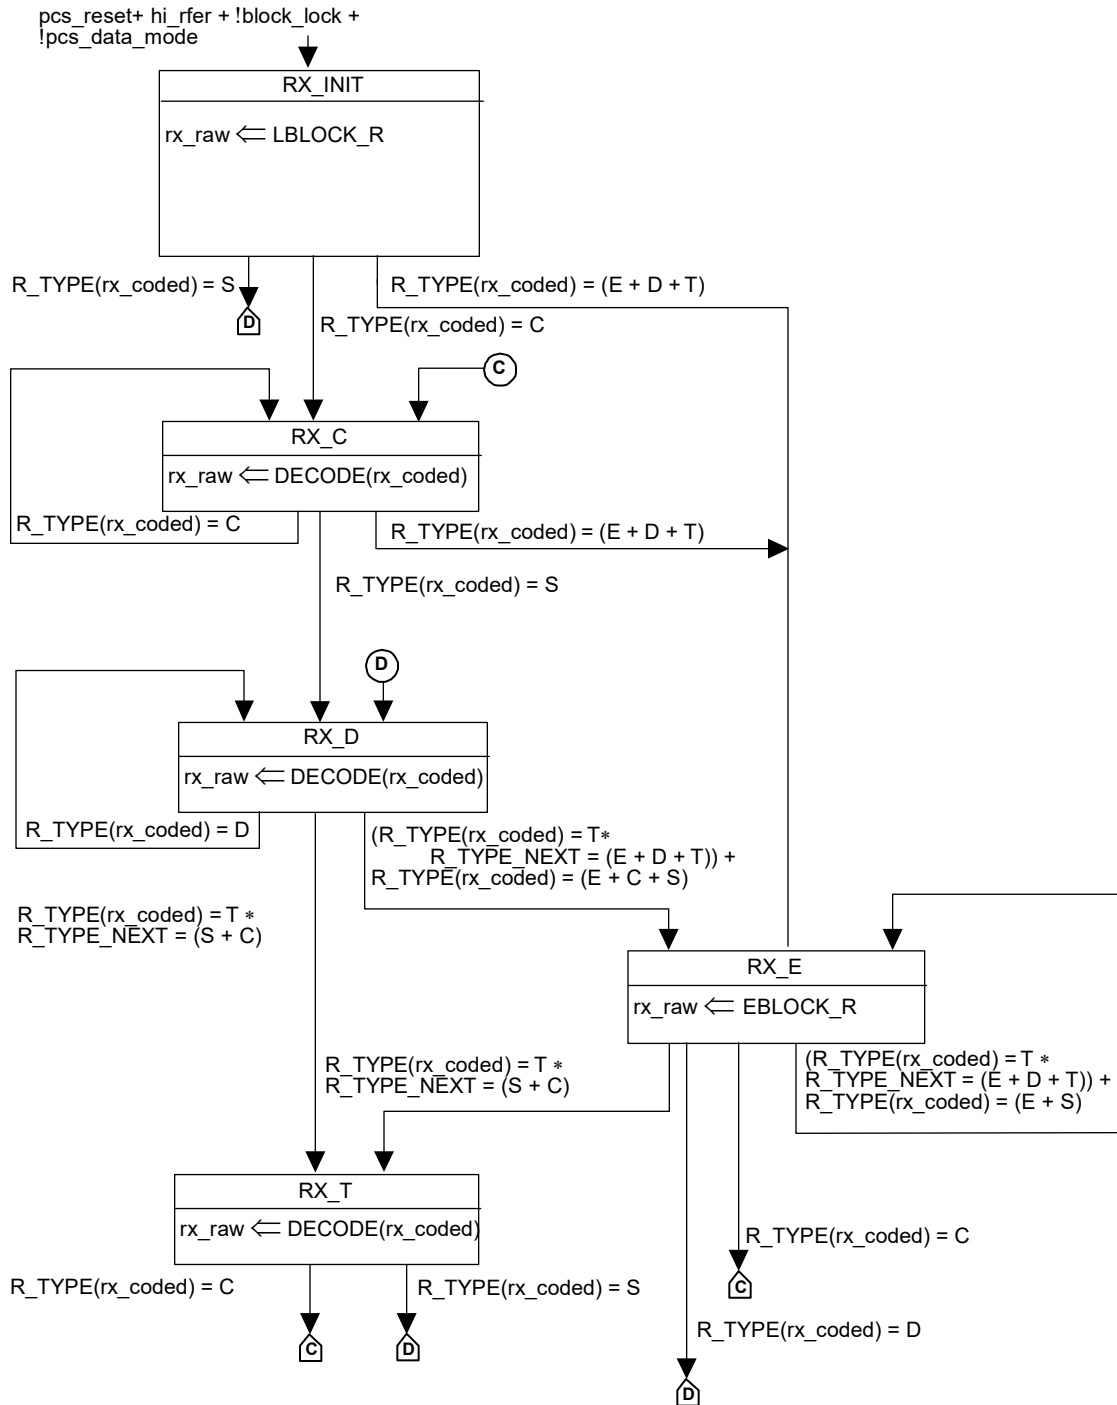 pcs_reset+ hi_rfer + !block_lock +
!pcs_data_mode
RX_INIT
rx_raw ⇐ LBLOCK_R
R_TYPE(rx_coded) = S
R_TYPE(rx_coded) = (E + D + T)
D
R_TYPE(rx_coded) = C
C
RX_C
rx_raw ⇐ DECODE(rx_coded)
R_TYPE(rx_coded) = C
R_TYPE(rx_coded) = (E + D + T)
R_TYPE(rx_coded) = S
D
RX_D
rx_raw ⇐ DECODE(rx_coded)
R_TYPE(rx_coded) = D
(R_TYPE(rx_coded) = T∗
R_TYPE_NEXT = (E + D + T)) +
R_TYPE(rx_coded) = (E + C + S)
R_TYPE(rx_coded) = T ∗
R_TYPE_NEXT = (S + C)
RX_E
rx_raw ⇐ EBLOCK_R
R_TYPE(rx_coded) = T ∗
R_TYPE_NEXT = (S + C)
(R_TYPE(rx_coded) = T ∗
R_TYPE_NEXT = (E + D + T)) +
R_TYPE(rx_coded) = (E + S)
RX_T
rx_raw ⇐ DECODE(rx_coded)
R_TYPE(rx_coded) = C
C
R_TYPE(rx_coded) = C
R_TYPE(rx_coded) = S
C
D
R_TYPE(rx_coded) = D
D